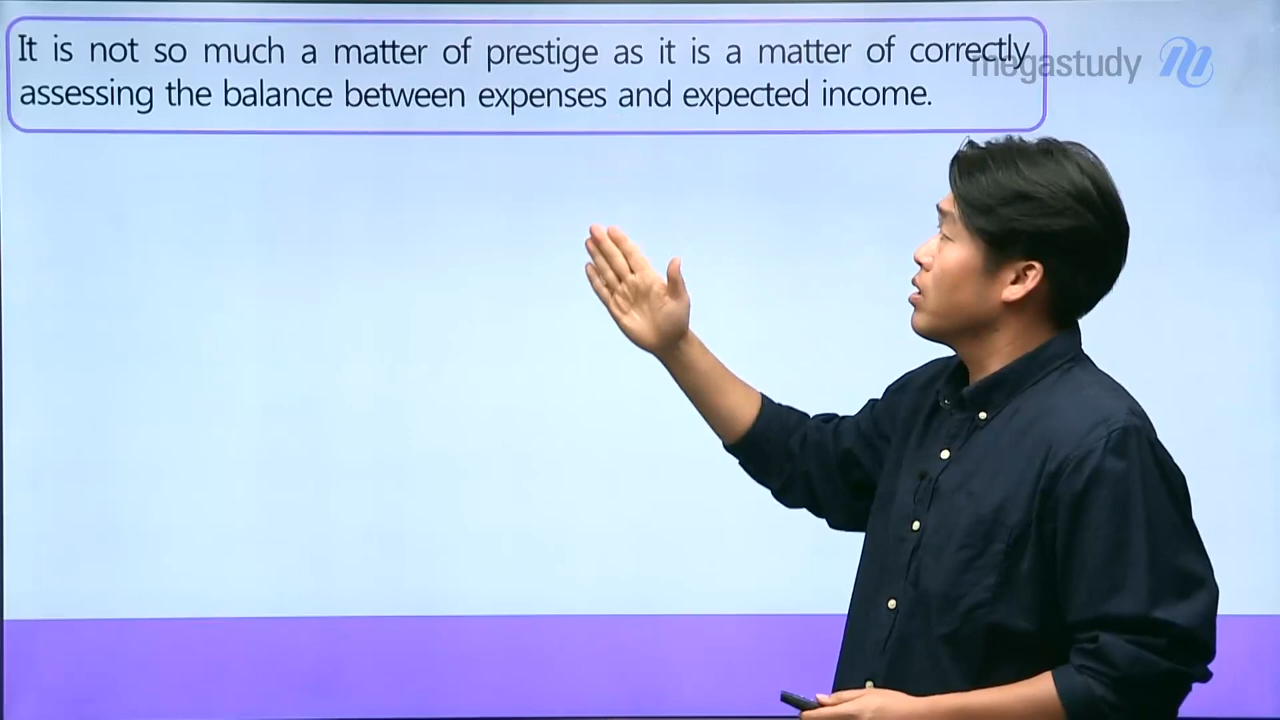 It is not so much a matter of prestige as it is a matter of correctly
assessing the balance between expenses and expected income.
megastudy